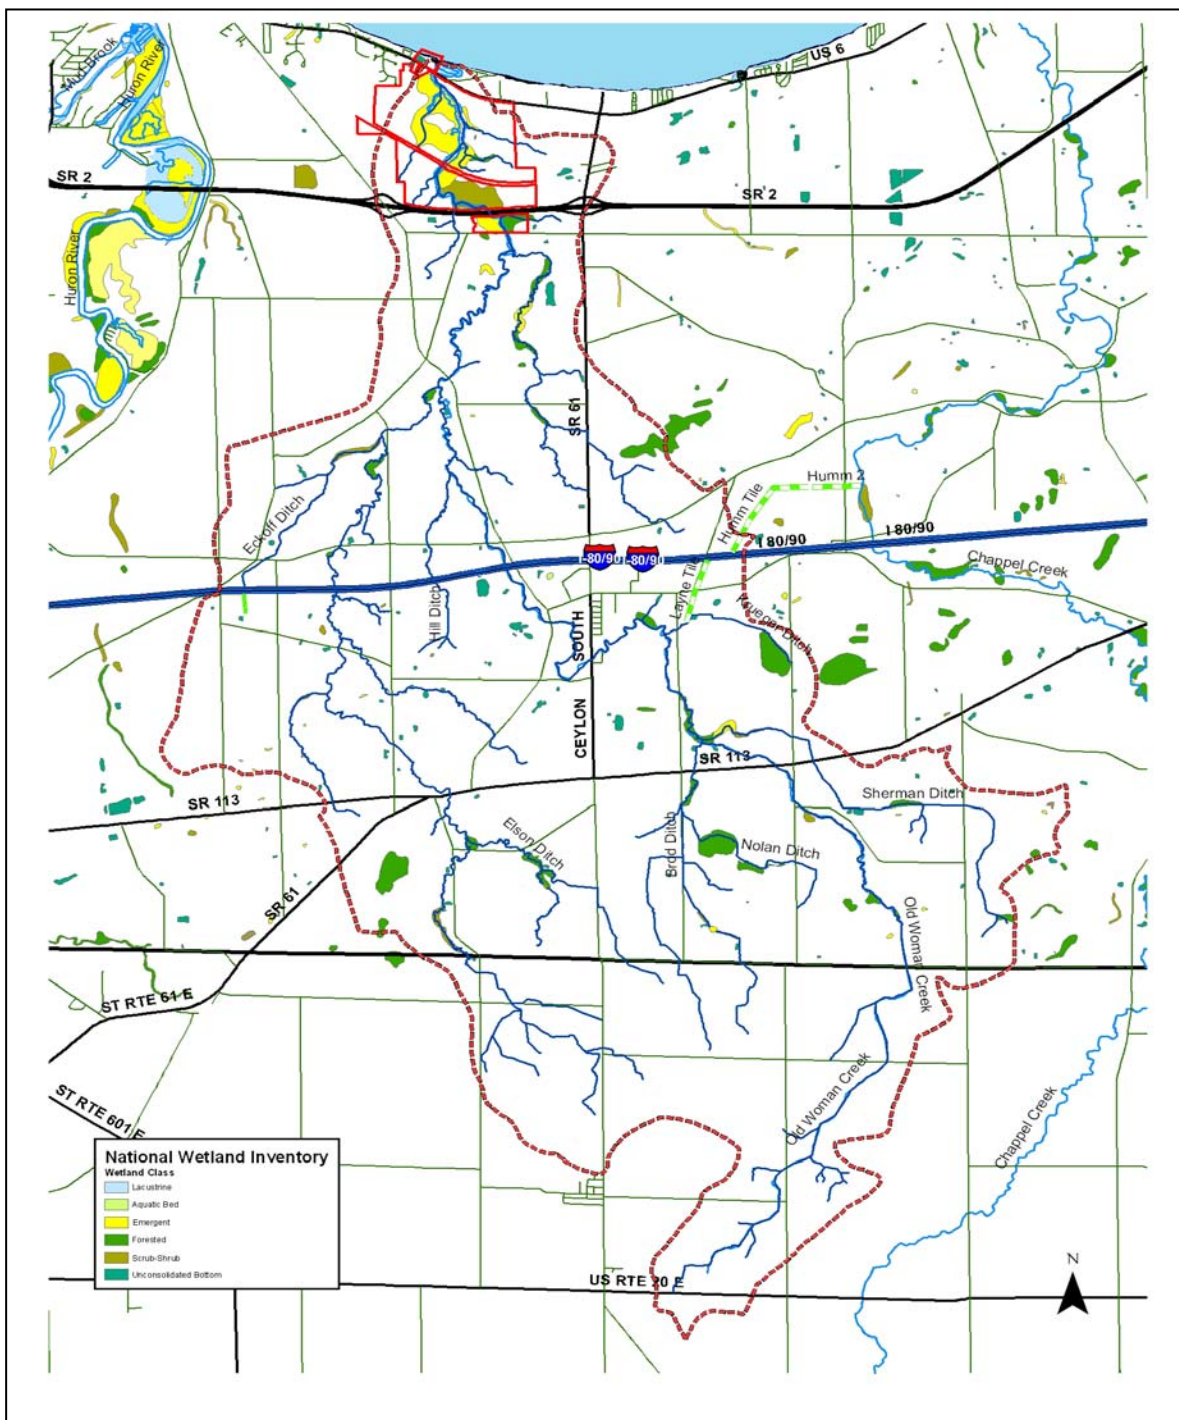 Mud Brook
Huron River
US 6
SR 2
SR 2
Huron River
SR 61
Humm 2
Humm Tile
Eckoff Ditch
I 80/90
I 80/90
I-80/90
I-80/90
Chappel Creek
Layne Tile
Hill Ditch
Krueger Ditch
SOUTH
CEYLON
SR 113
SR 113
Sherman Ditch
Elson Ditch
Brod Ditch
Nolan Ditch
SR 61
Old Woman Creek
ST RTE 61 E
Old Woman Creek
Chappel Creek
ST RTE 601 E
National Wetland Inventory
Wetland Class
Lacustrine
Aquatic Bed
Emergent
Forested
Scrub-Shrub
Unconsolidated Bottom
N
US RTE 20 E